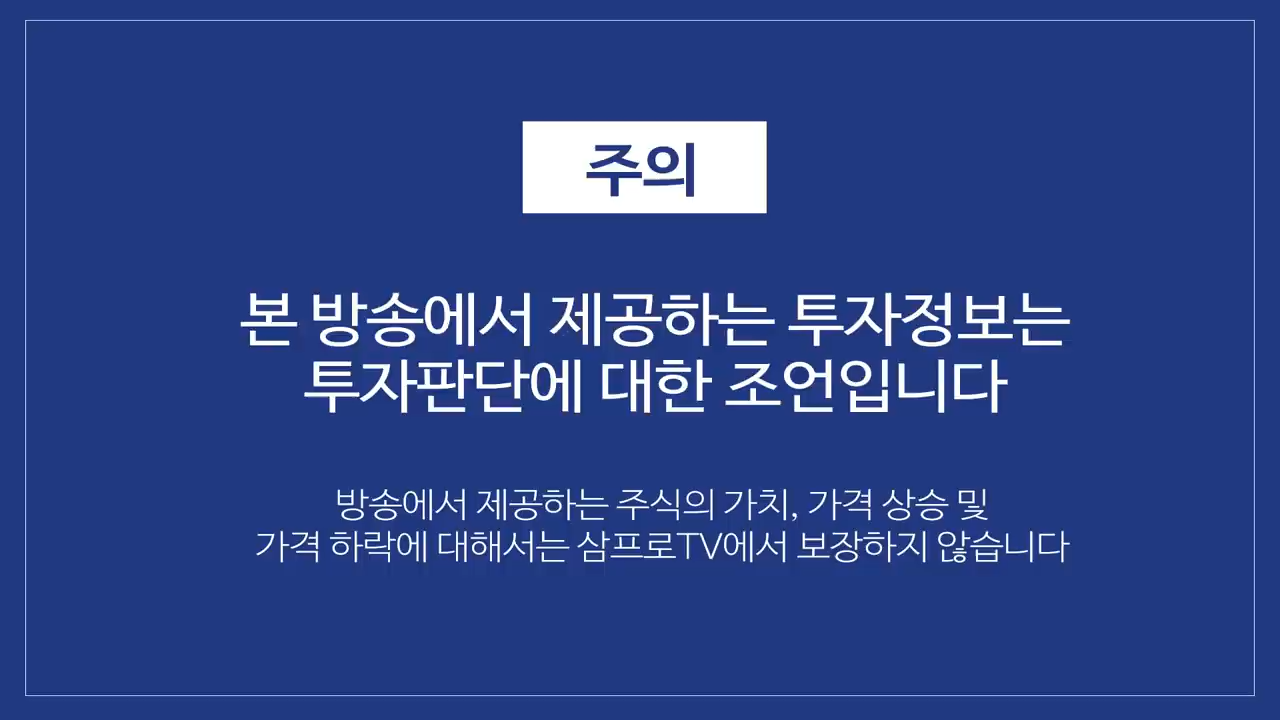 주의
본 방송에서 제공하는 투자정보는
투자판단에 대한 조언입니다
방송에서 제공하는 주식의 가치, 가격 상승 및
가격 하락에 대해서는 삼프로TV에서 보장하지 않습니다